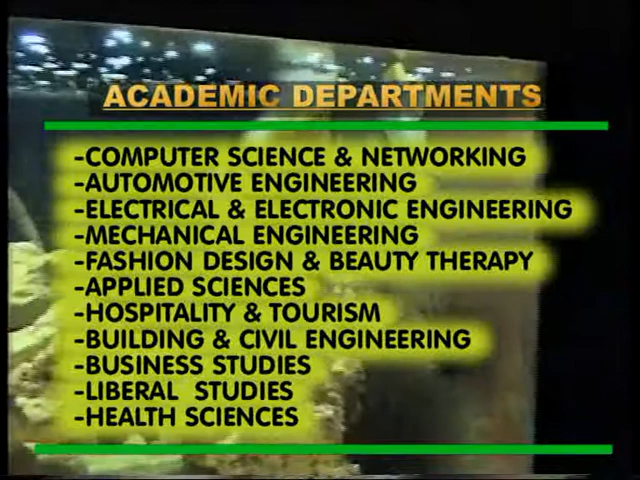 ACADEMIC DEPARTMENTS
-COMPUTER SCIENCE & NETWORKING
-AUTOMOTIVE ENGINEERING
-ELECTRICAL & ELECTRONIC ENGINEERING
-MECHANICAL ENGINEERING
-FASHION DESIGN & BEAUTY THERAPY
-APPLIED SCIENCES
-HOSPITALITY & TOURISM
-BUILDING & CIVIL ENGINEERING
-BUSINESS STUDIES
-LIBERAL STUDIES
-HEALTH SCIENCES